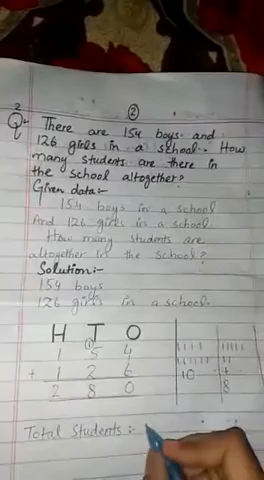 2
2
Q:- There are 154 boys and
126 girls in a school. How
many students are there in
the school altogether?
Given data:-
154 boys in a school
And 126 girls in a school
How many students are
altogether in the school?
Solution:-
154 boys
126 girls in a school.
H T O
1
1 5 4
+ 1 2 6
2 8 0
10
+
8
Total Students:-